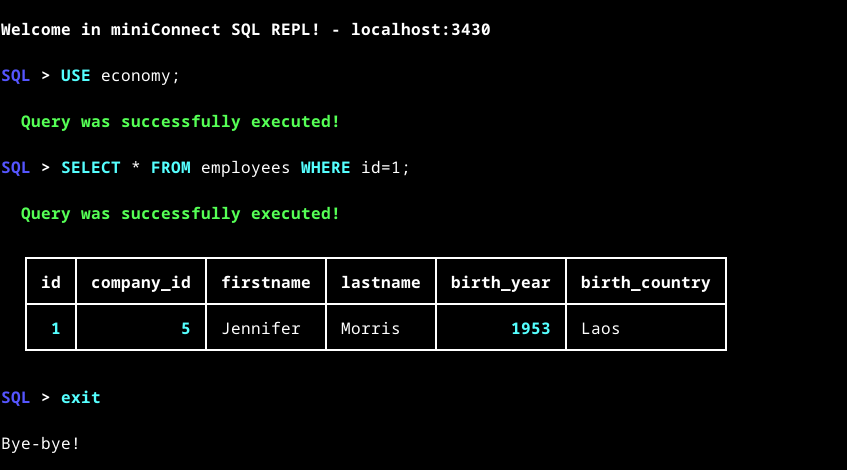 Welcome in miniConnect SQL REPL! - localhost:3430
SQL > USE economy;
Query was successfully executed!
SQL > SELECT * FROM employees WHERE id=1;
Query was successfully executed!
id company_id firstname lastname birth_year birth_country
1 5 Jennifer Morris 1953 Laos
SQL > exit
Bye-bye!